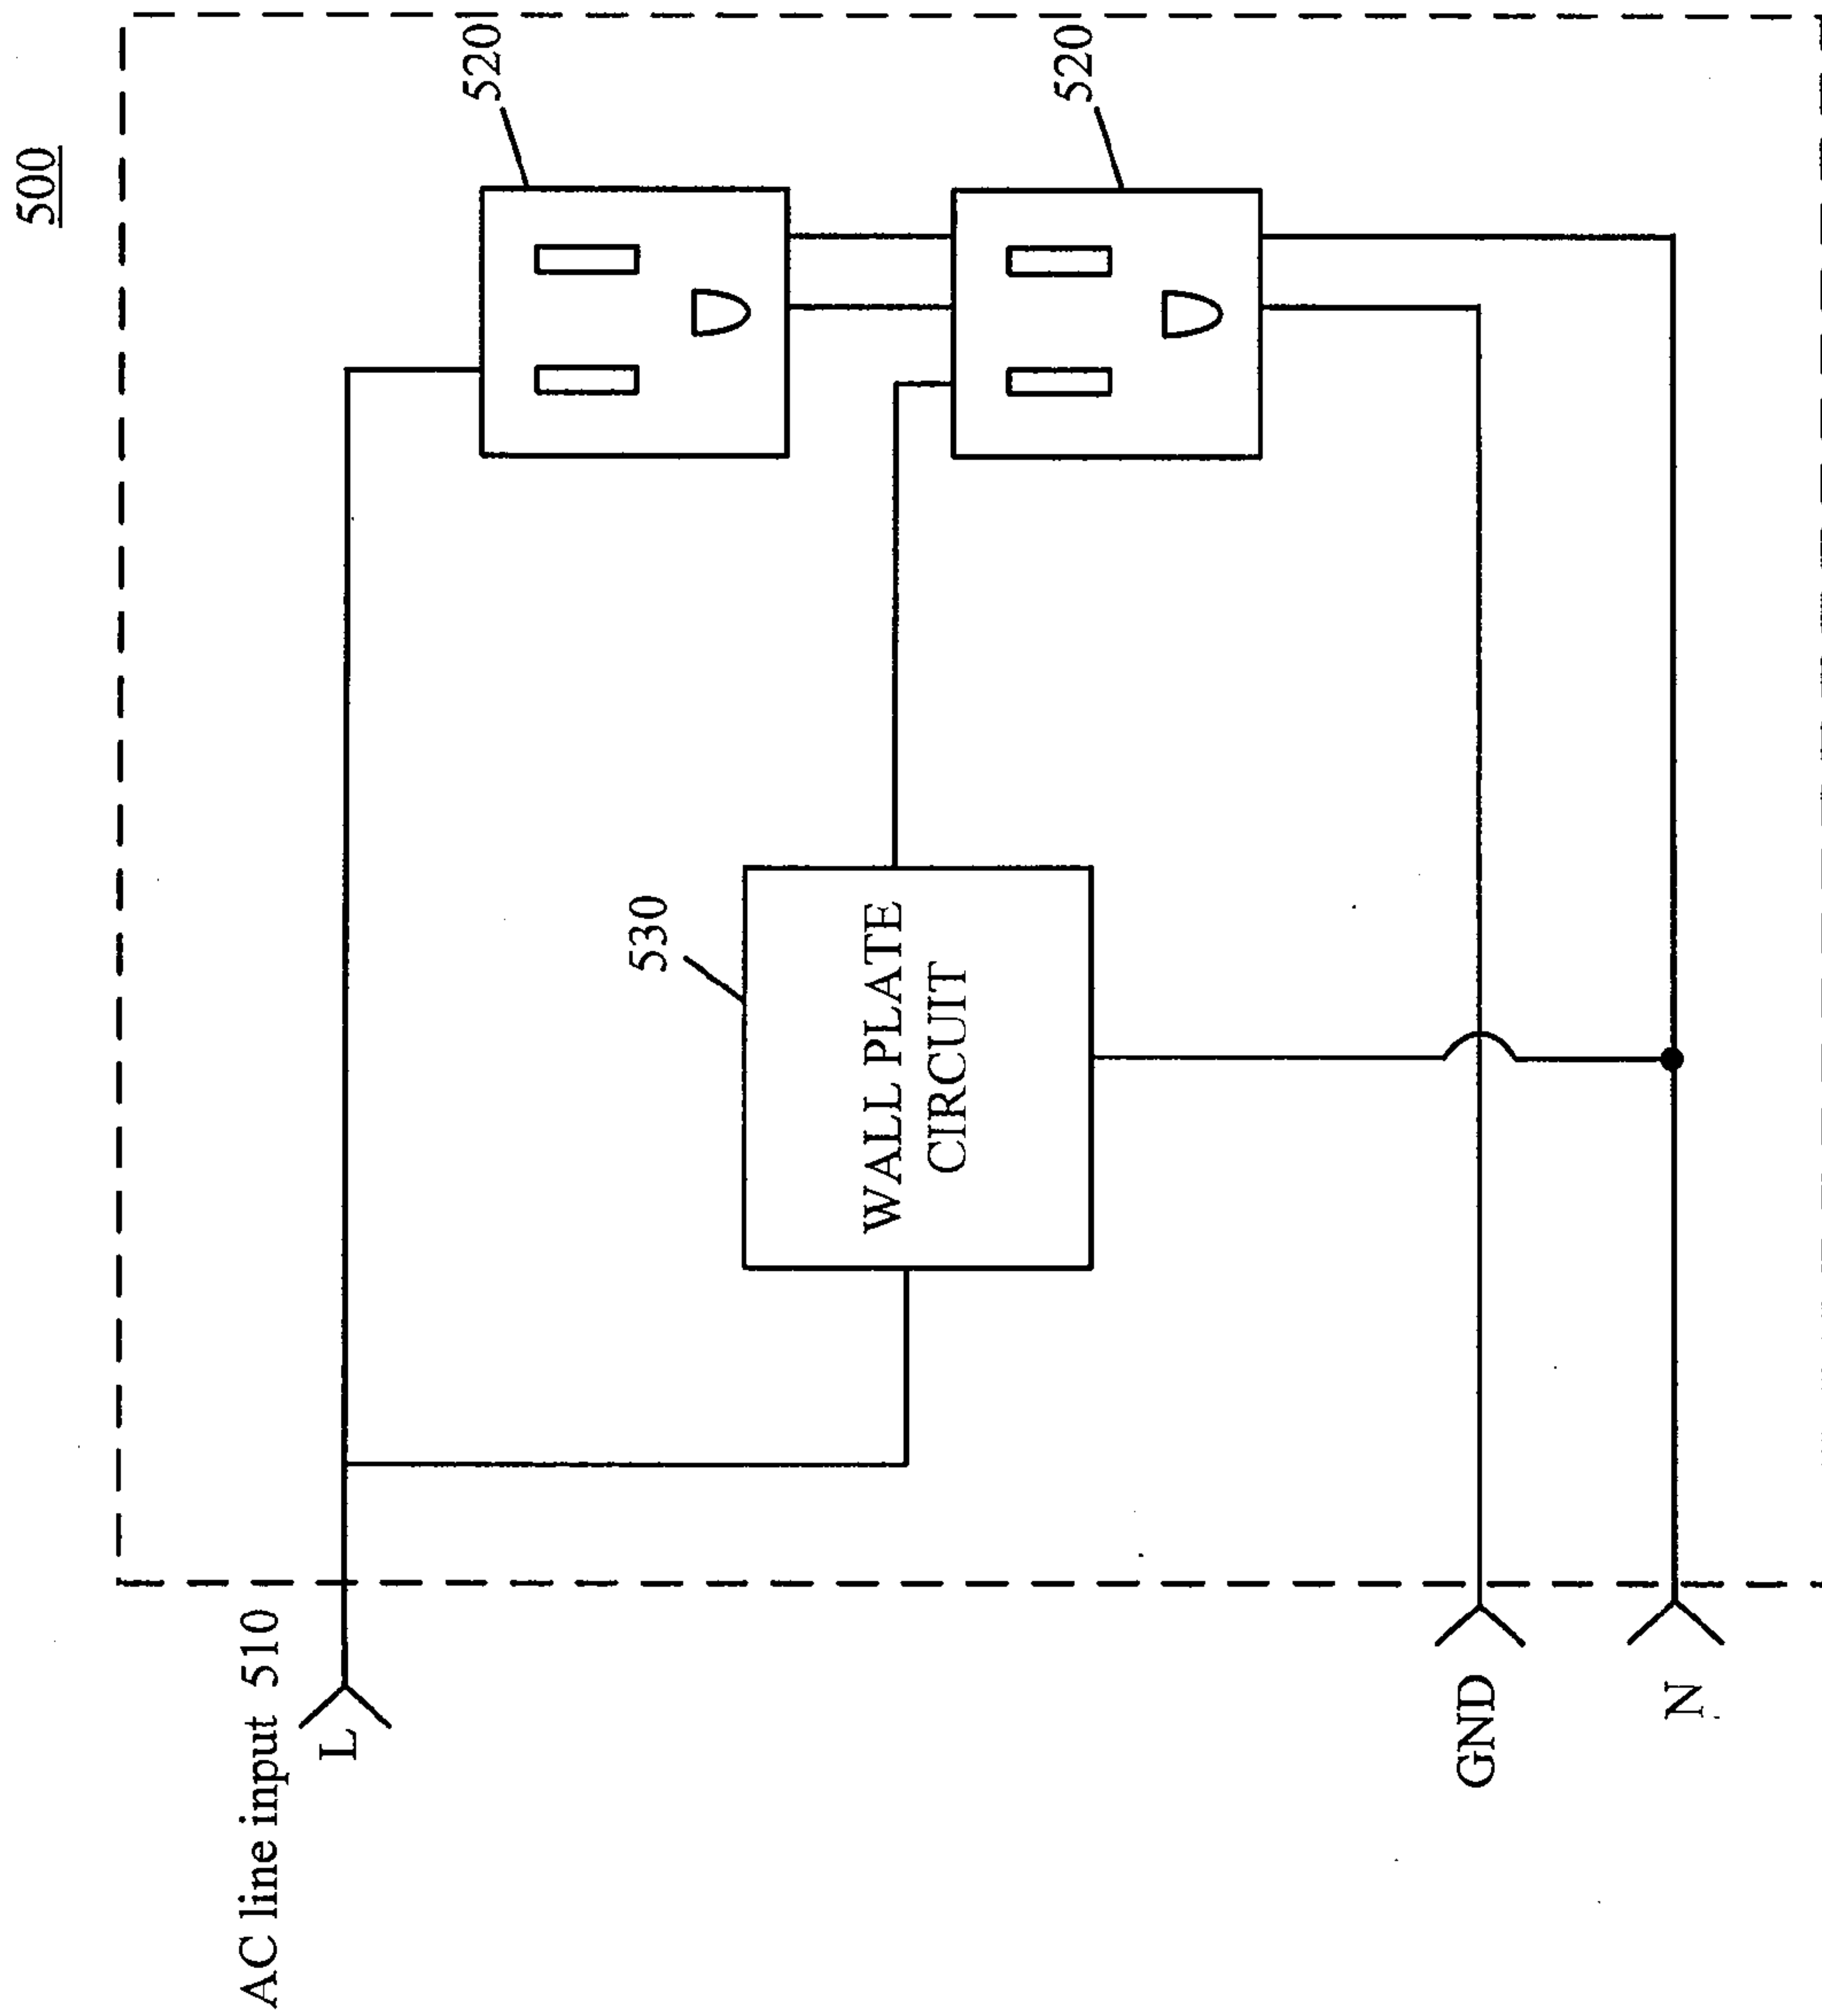 500
520
520
530
WALL PLATE
CIRCUIT
AC line input 510
L
GND
N